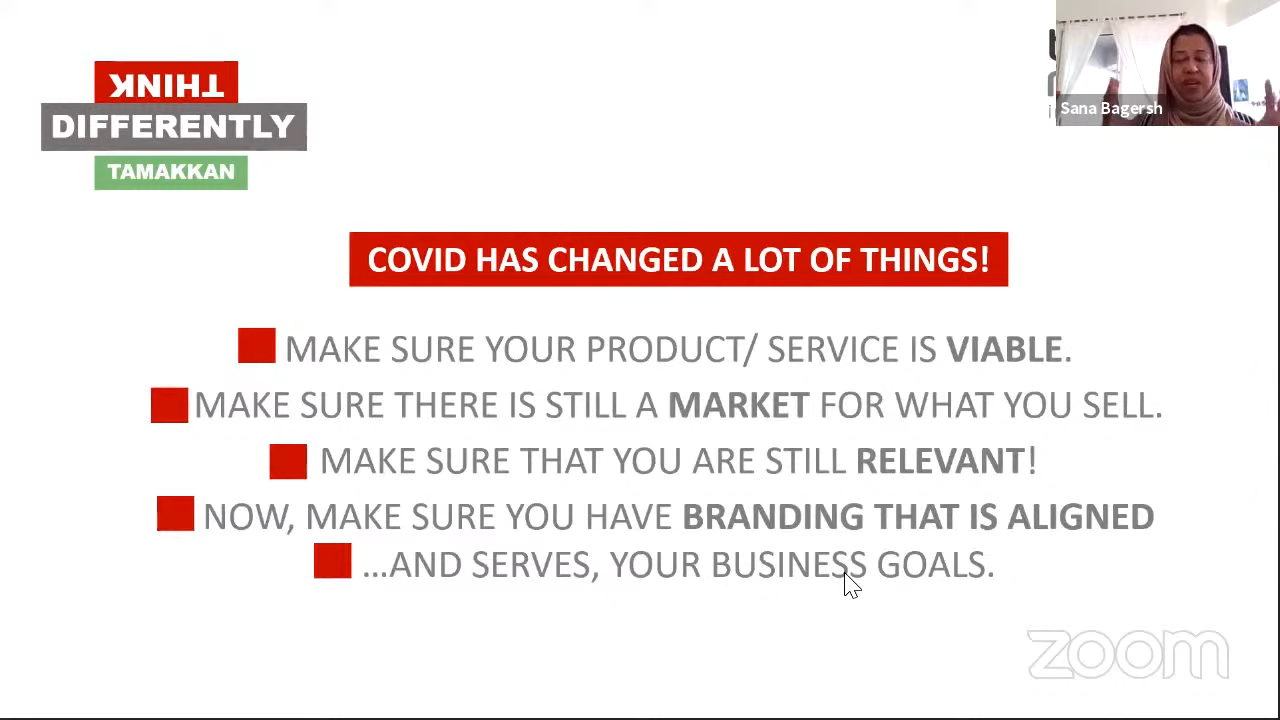 THINK
DIFFERENTLY
TAMAKKAN
Sana Bagersh
COVID HAS CHANGED A LOT OF THINGS!
MAKE SURE YOUR PRODUCT/ SERVICE IS VIABLE.
MAKE SURE THERE IS STILL A MARKET FOR WHAT YOU SELL.
MAKE SURE THAT YOU ARE STILL RELEVANT!
NOW, MAKE SURE YOU HAVE BRANDING THAT IS ALIGNED
...AND SERVES, YOUR BUSINESS GOALS.
zoom